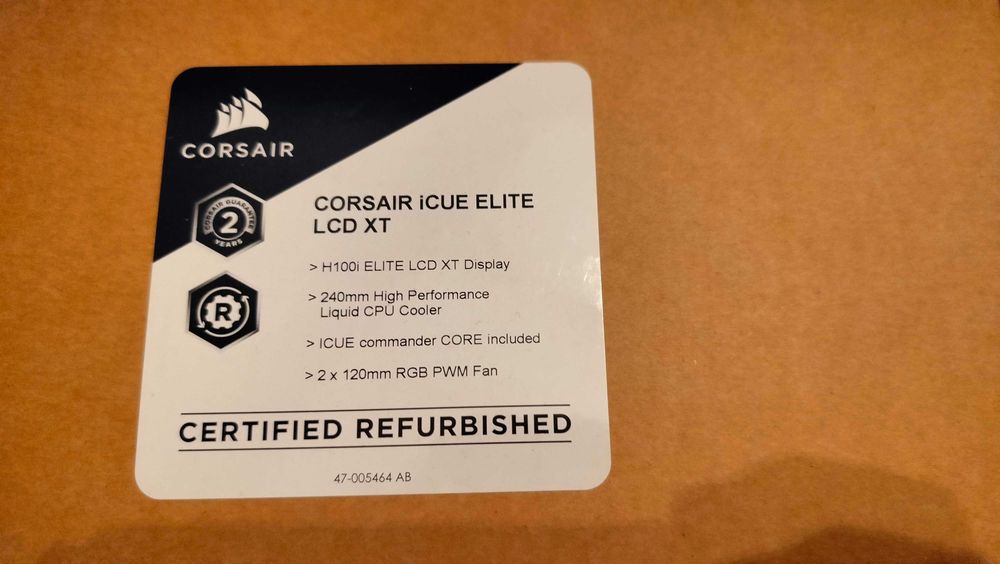 CORSAIR
CORSAIR GUARANTEE
2
YEARS
R
CORSAIR iCUE ELITE
LCD XT
> H100i ELITE LCD XT Display
> 240mm High Performance
Liquid CPU Cooler
> ICUE commander CORE included
> 2 x 120mm RGB PWM Fan
CERTIFIED REFURBISHED
47-005464 AB